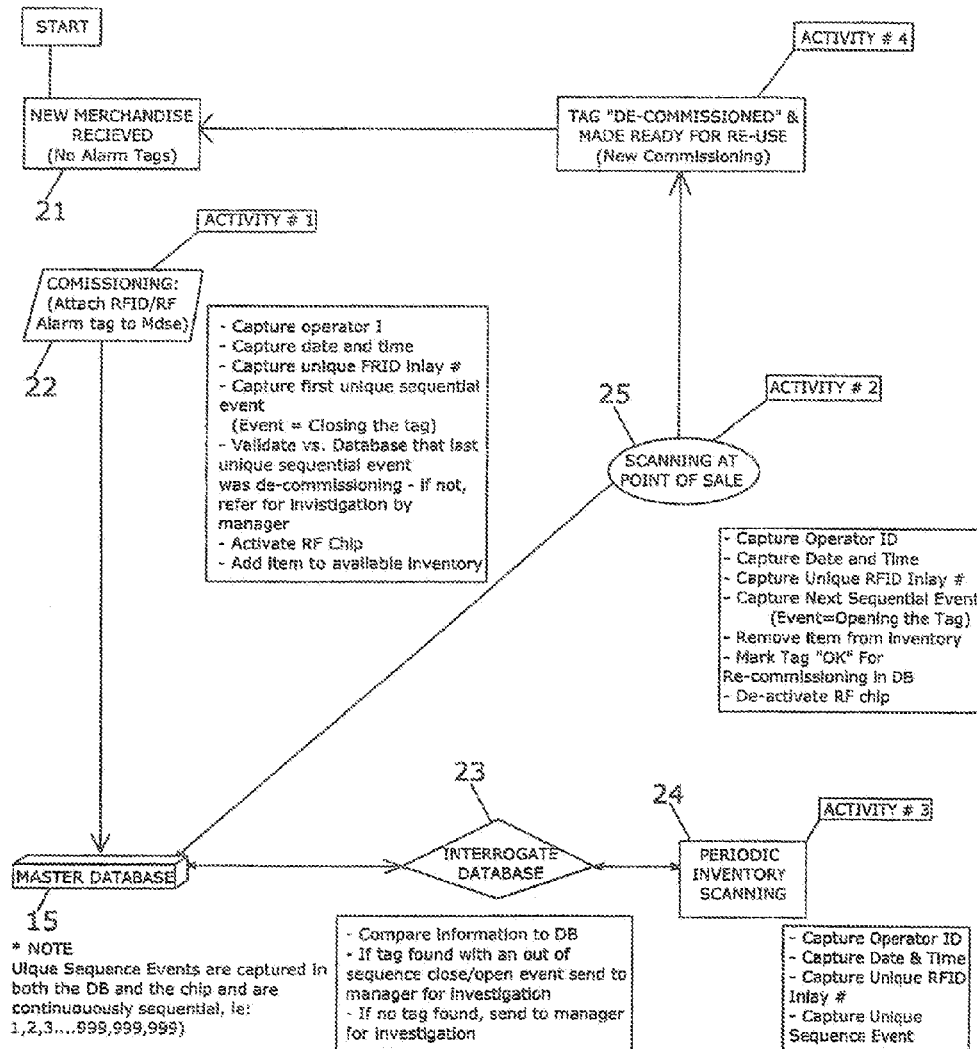 START
ACTIVITY # 4
NEW MERCHANDISE
RECIEVED
(No Alarm Tags)
TAG "DE-COMMISSIONED" &
MADE READY FOR RE-USE
(New Commissioning)
21
ACTIVITY # 1
COMISSIONING:
(Attach RFID/RF
Alarm tag to Mdse)
22
- Capture operator I
- Capture date and time
- Capture unique FRID inlay #
- Capture first unique sequential
event
(Event = Closing the tag)
- Validate vs. Database that last
unique sequential event
was de-commissioning - if not,
refer for invistigation by
manager
- Activate RF Chip
- Add item to available inventory
25
ACTIVITY # 2
SCANNING AT
POINT OF SALE
- Capture Operator ID
- Capture Date and Time
- Capture Unique RFID Inlay #
- Capture Next Sequential Event
(Event=Opening the Tag)
- Remove Item from inventory
- Mark Tag "OK" For
Re-commissioning in DB
- De-activate RF chip
23
24
ACTIVITY # 3
MASTER DATABASE
INTERROGATE
DATABASE
PERIODIC
INVENTORY
SCANNING
15
* NOTE
Uique Sequence Events are captured in
both the DB and the chip and are
continuouously sequential, ie:
1,2,3....999,999,999)
- Compare information to DB
- If tag found with an out of
sequence close/open event send to
manager for investigation
- If no tag found, send to manager
for investigation
- Capture Operator ID
- Capture Date & Time
- Capture Unique RFID
Inlay #
- Capture Unique
Sequence Event